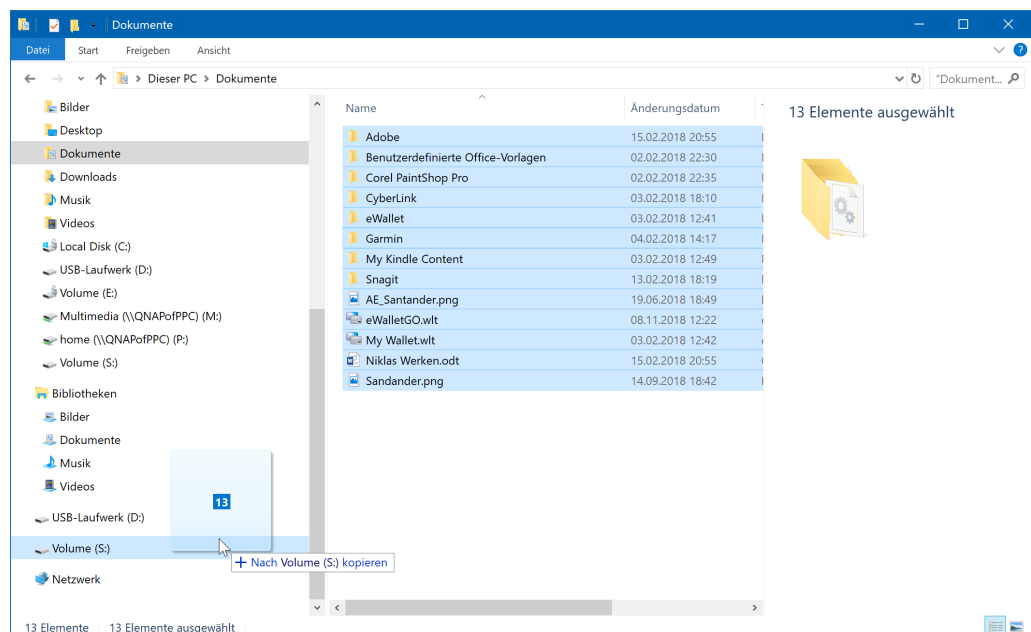 Dokumente
Datei Start Freigeben Ansicht ?
Dieser PC > Dokumente "Dokument...
Bilder
Desktop
Dokumente
Downloads
Musik
Videos
Local Disk (C:)
USB-Laufwerk (D:)
Volume (E:)
Multimedia (\\QNAPofPPC) (M:)
home (\\QNAPofPPC) (P:)
Volume (S:)
Bibliotheken
Bilder
Dokumente
Musik
Videos
USB-Laufwerk (D:)
Volume (S:)
Netzwerk
13
+ Nach Volume (S:) kopieren
Name Änderungsdatum
Adobe 15.02.2018 20:55
Benutzerdefinierte Office-Vorlagen 02.02.2018 22:30
Corel PaintShop Pro 02.02.2018 22:35
CyberLink 03.02.2018 18:10
eWallet 03.02.2018 12:41
Garmin 04.02.2018 14:17
My Kindle Content 03.02.2018 12:49
Snagit 13.02.2018 18:19
AE_Santander.png 19.06.2018 18:49
eWalletGO.wlt 08.11.2018 12:22
My Wallet.wlt 03.02.2018 12:42
Niklas Werken.odt 15.02.2018 20:55
Sandander.png 14.09.2018 18:42
13 Elemente ausgewählt
13 Elemente 13 Elemente ausgewählt